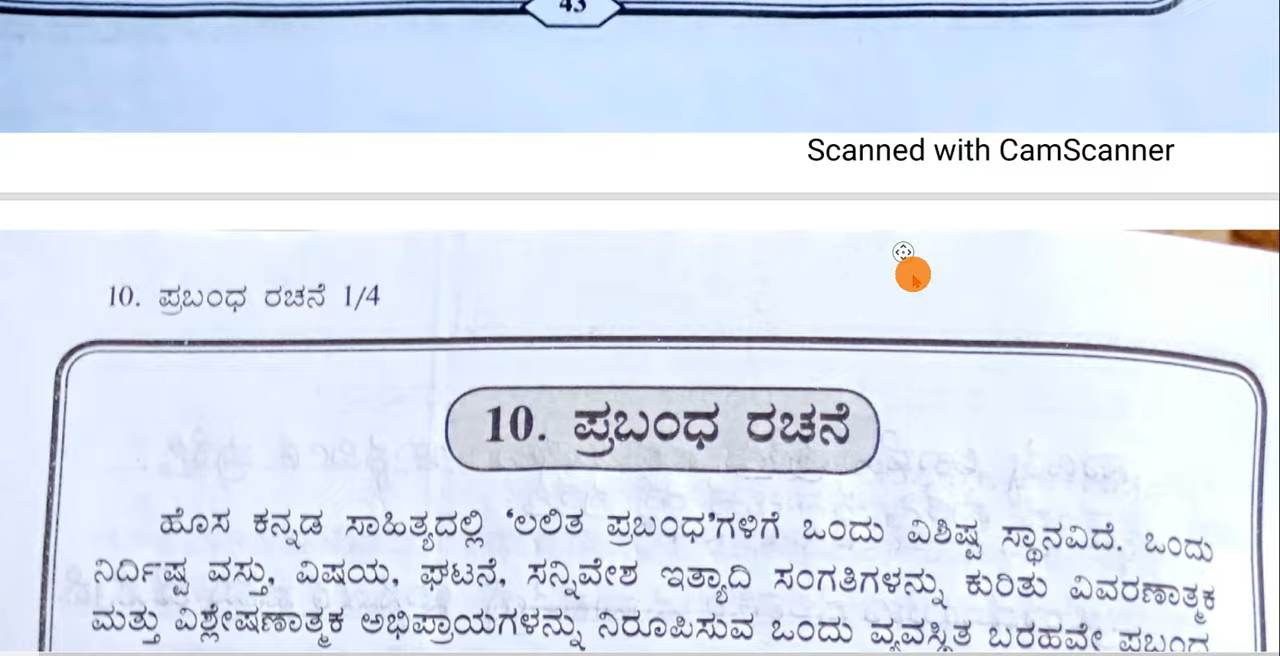 43
Scanned with CamScanner
10. ಪ್ರಬಂಧ ರಚನೆ 1/4
10. ಪ್ರಬಂಧ ರಚನೆ
ಹೊಸ ಕನ್ನಡ ಸಾಹಿತ್ಯದಲ್ಲಿ ‘ಲಲಿತ ಪ್ರಬಂಧ’ಗಳಿಗೆ ಒಂದು ವಿಶಿಷ್ಟ ಸ್ಥಾನವಿದೆ. ಒಂದು
ನಿರ್ದಿಷ್ಟ ವಸ್ತು, ವಿಷಯ, ಘಟನೆ, ಸನ್ನಿವೇಶ ಇತ್ಯಾದಿ ಸಂಗತಿಗಳನ್ನು ಕುರಿತು ವಿವರಣಾತ್ಮಕ
ಮತ್ತು ವಿಶ್ಲೇಷಣಾತ್ಮಕ ಅಭಿಪ್ರಾಯಗಳನ್ನು ನಿರೂಪಿಸುವ ಒಂದು ವ್ಯವಸ್ಥಿತ ಬರಹವೇ ಪ್ರಬಂಧ